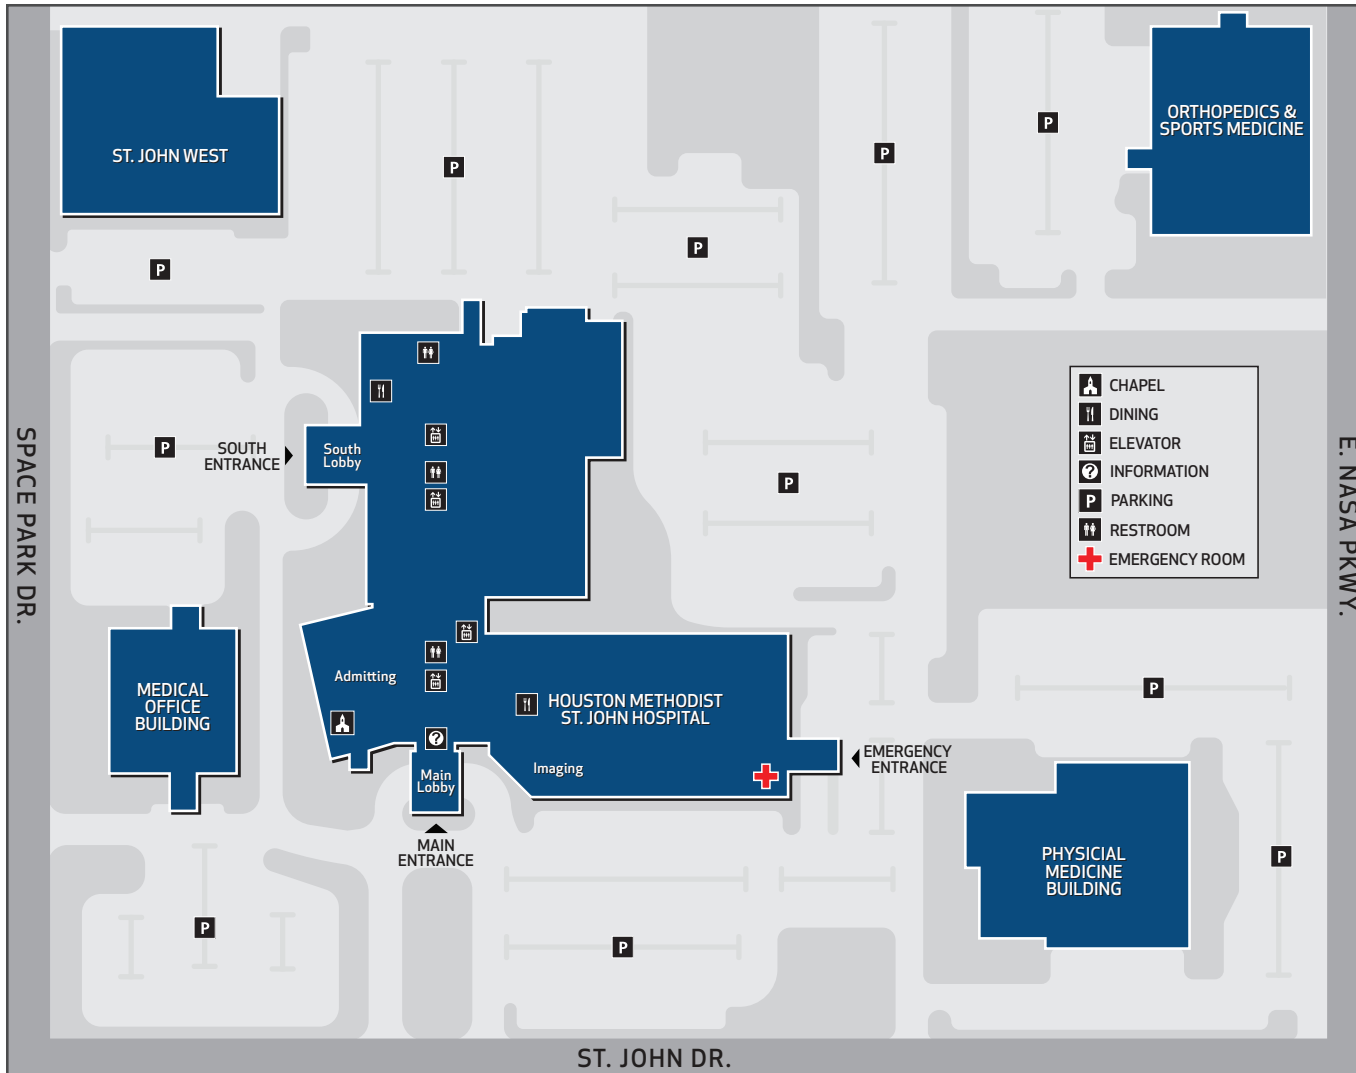 ST. JOHN WEST
P
P
P
P
P
ORTHOPEDICS &
SPORTS MEDICINE
SPACE PARK DR.
P
SOUTH
ENTRANCE
South
Lobby
P
CHAPEL
DINING
ELEVATOR
? INFORMATION
P PARKING
RESTROOM
EMERGENCY ROOM
E. NASA PKWY.
MEDICAL
OFFICE
BUILDING
Admitting
HOUSTON METHODIST
ST. JOHN HOSPITAL
?
Main
Lobby
Imaging
EMERGENCY
ENTRANCE
MAIN
ENTRANCE
P
PHYSICIAL
MEDICINE
BUILDING
P
P
P
ST. JOHN DR.